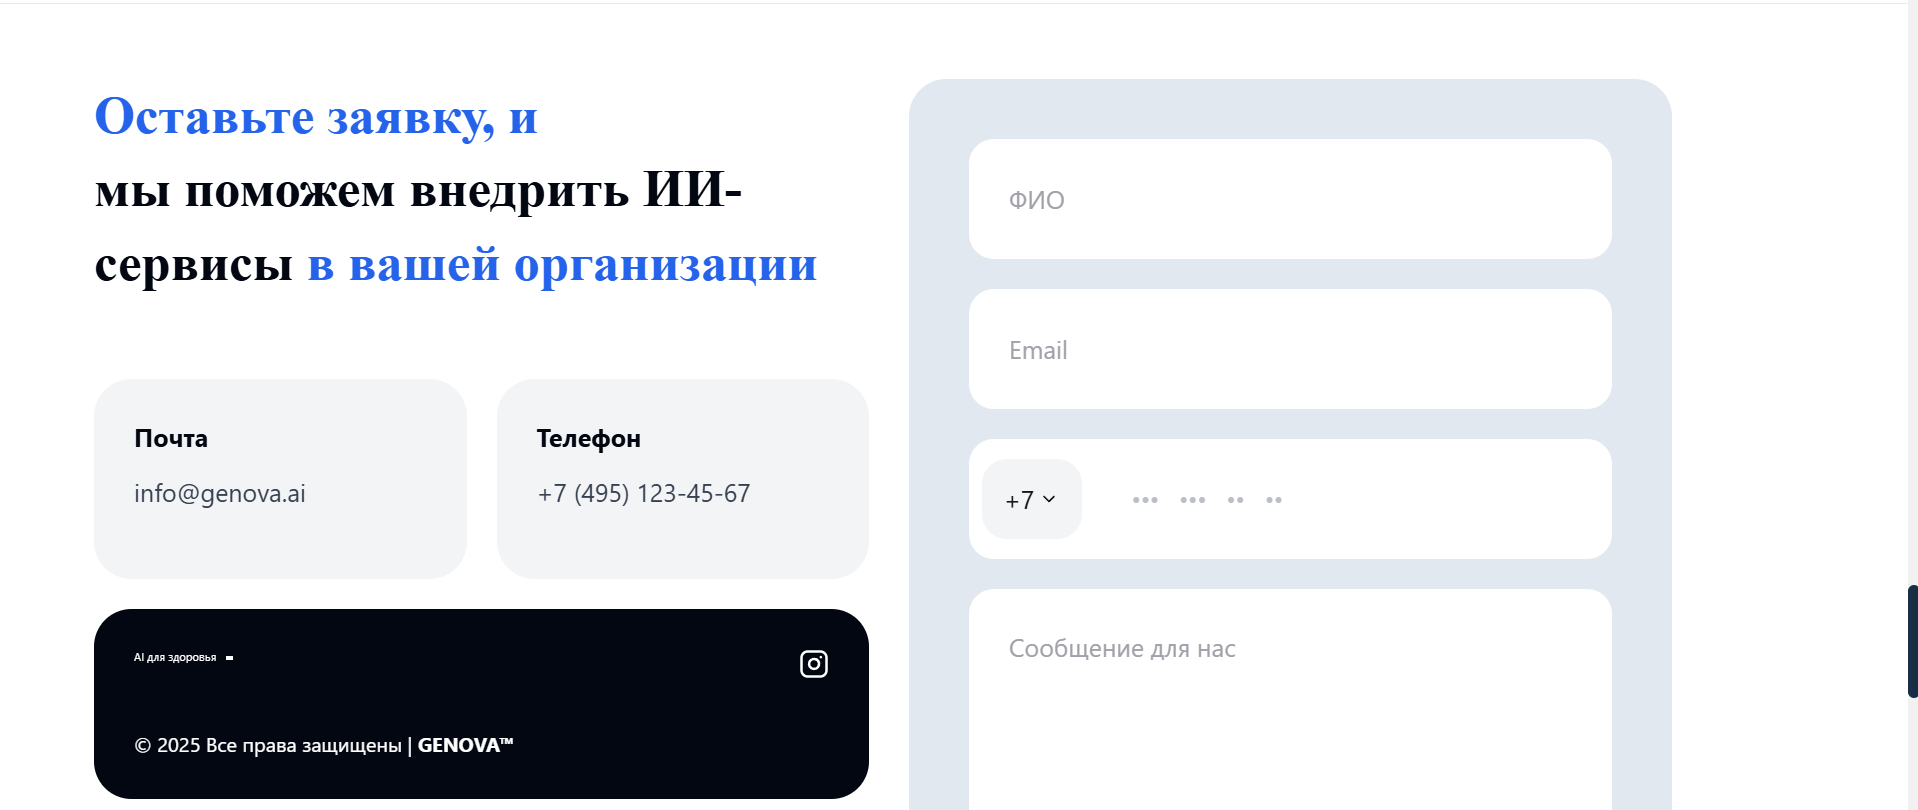 Оставьте заявку, и
мы поможем внедрить ИИ-
сервисы в вашей организации
Почта
info@genova.ai
Телефон
+7 (495) 123-45-67
AI для здоровья
© 2025 Все права защищены | GENOVA™
ФИО
Email
+7
Сообщение для нас